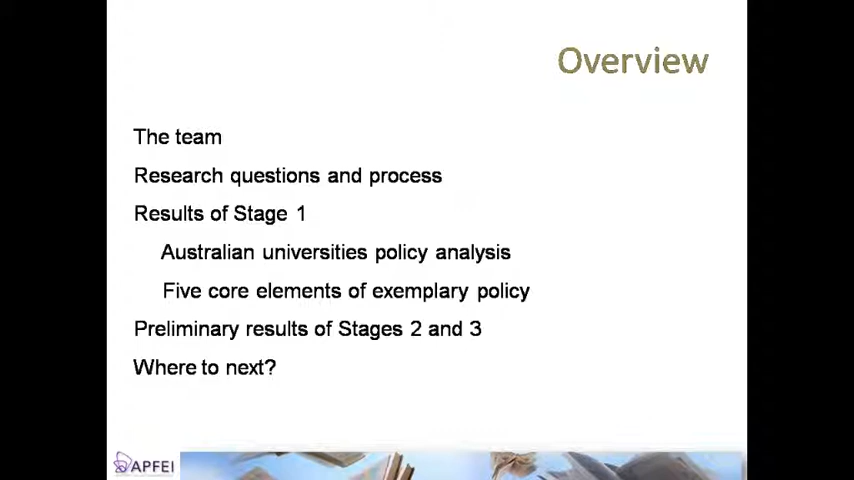 Overview
The team
Research questions and process
Results of Stage 1
Australian universities policy analysis
Five core elements of exemplary policy
Preliminary results of Stages 2 and 3
Where to next?
APFEI